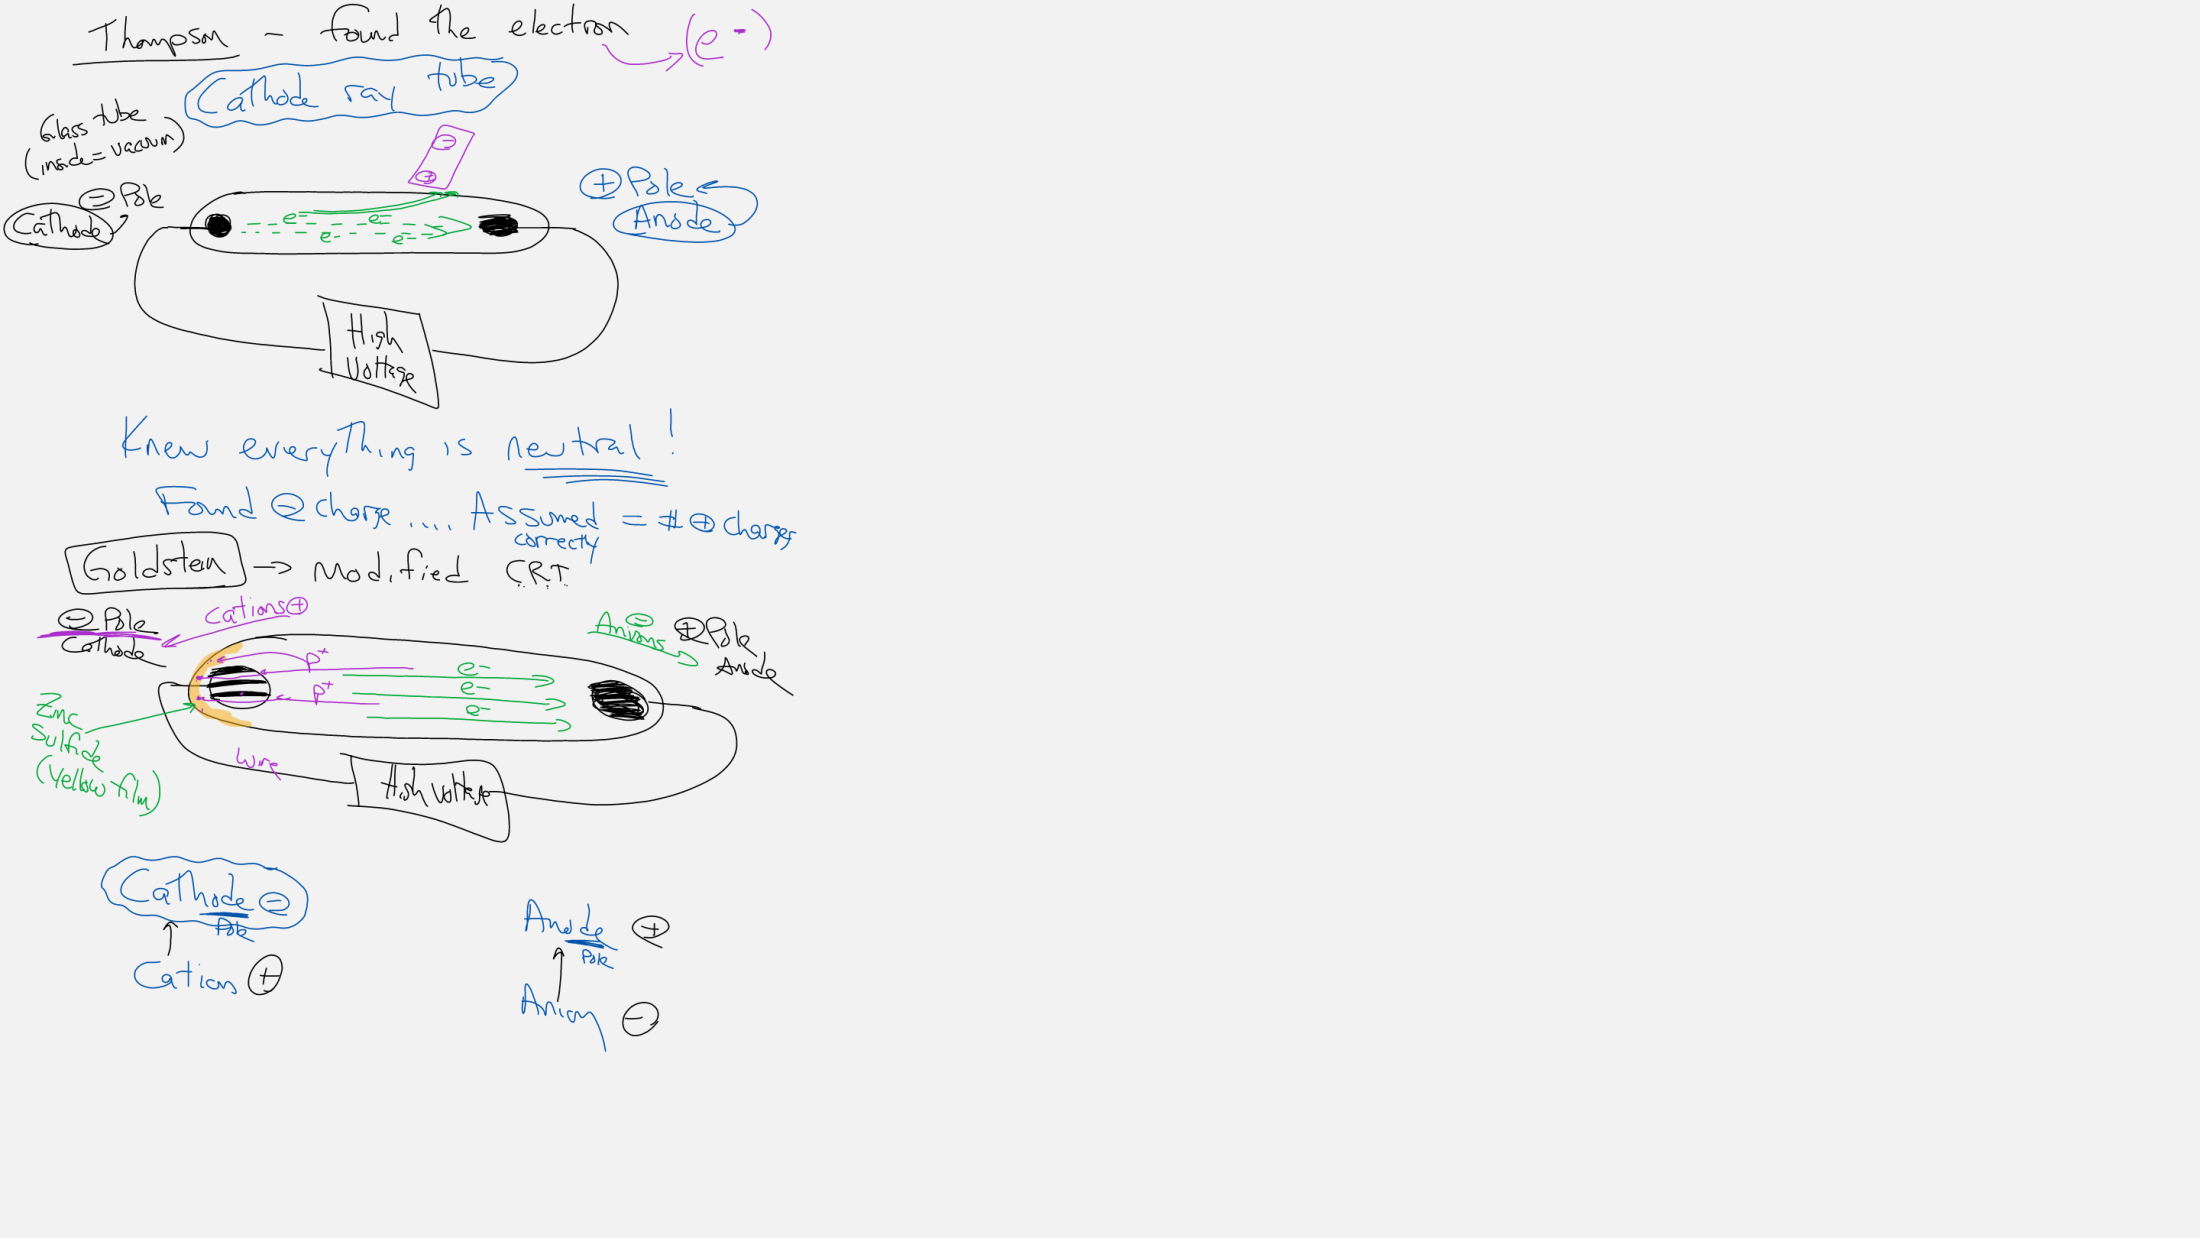 Thompson - found the electron (e-)
Cathode ray tube
Glass tube
(inside = vacuum)
⊖ Pole
Cathode
⊖
⊕
⊕ Pole
Anode
e- e-
e- e-
High
Voltage
Knew everything is neutral!
Found ⊖ charge .... Assumed = # ⊕ charges
correctly
Goldstein → Modified C.R.T.
⊖ Pole
Cathode
Cations ⊕
⊖
Anions
⊕ Pole
Anode
p+
p+
e-
e-
e-
Zinc
Sulfide
(Yellow film)
Wire
High Voltage
Cathode ⊖
Pole
Cations ⊕
Anode ⊕
Pole
Anion ⊖